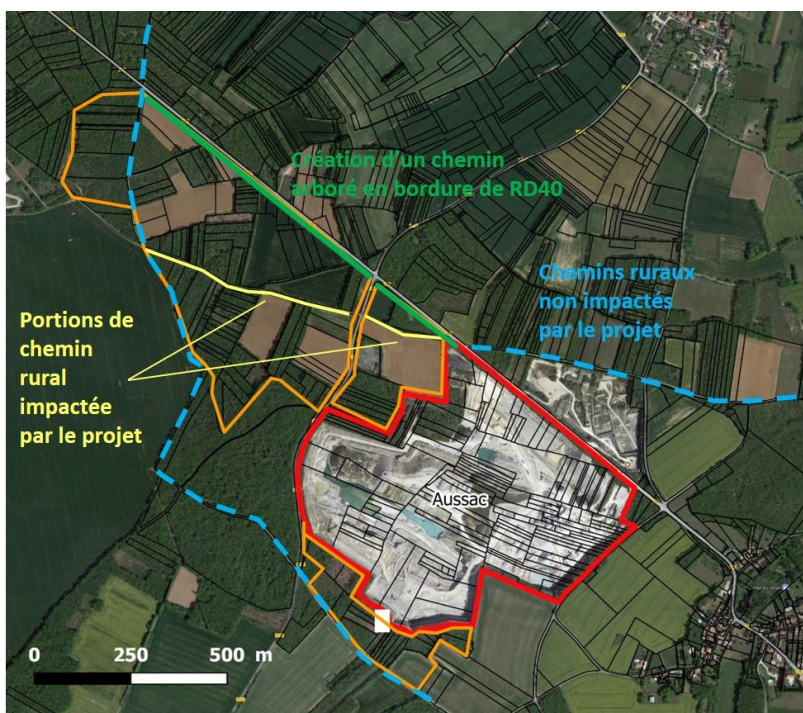 Création d'un chemin
arboré en bordure de RD40
Chemins ruraux
non impactés
par le projet
Portions de
chemin
rural
impactée
par le projet
Aussac
0 250 500 m